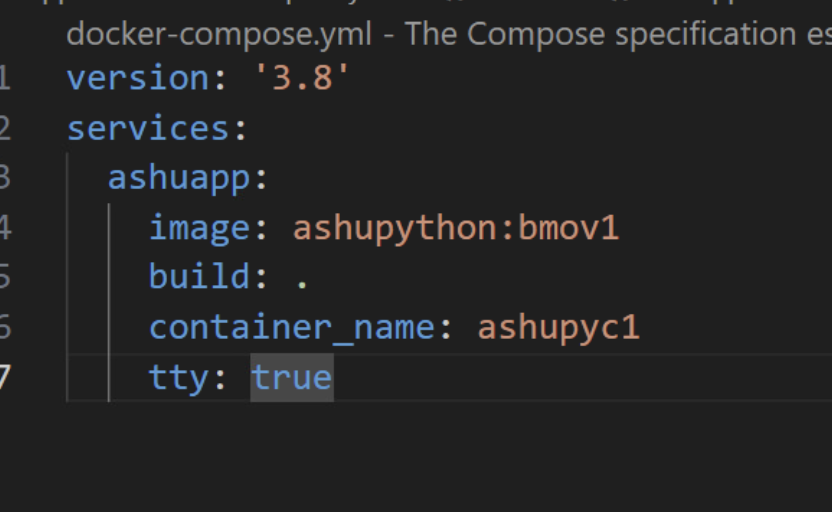 docker-compose.yml - The Compose specification es
1 version: '3.8'
2 services:
3 ashuapp:
4 image: ashupython:bmov1
5 build: .
6 container_name: ashupyc1
7 tty: true